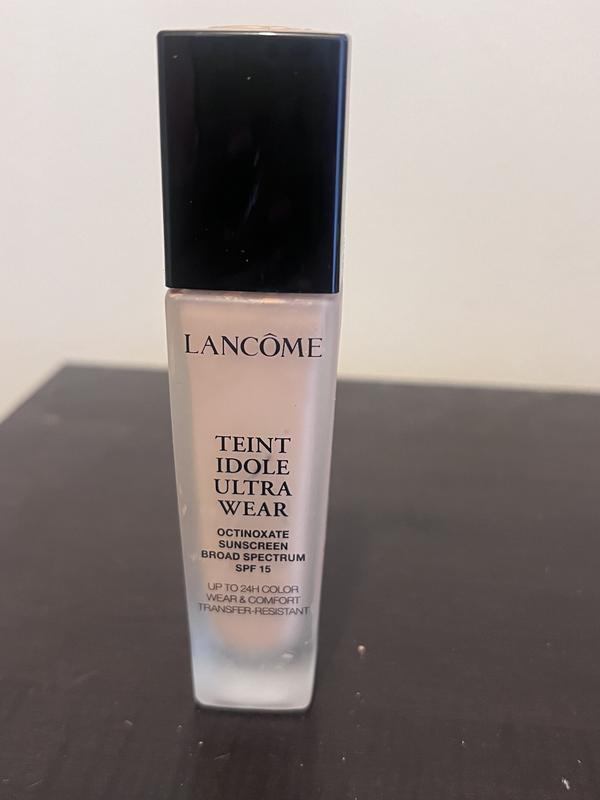 LANCÔME
TEINT
IDOLE
ULTRA
WEAR
OCTINOXATE
SUNSCREEN
BROAD SPECTRUM
SPF 15
UP TO 24H COLOR
WEAR & COMFORT
TRANSFER-RESISTANT